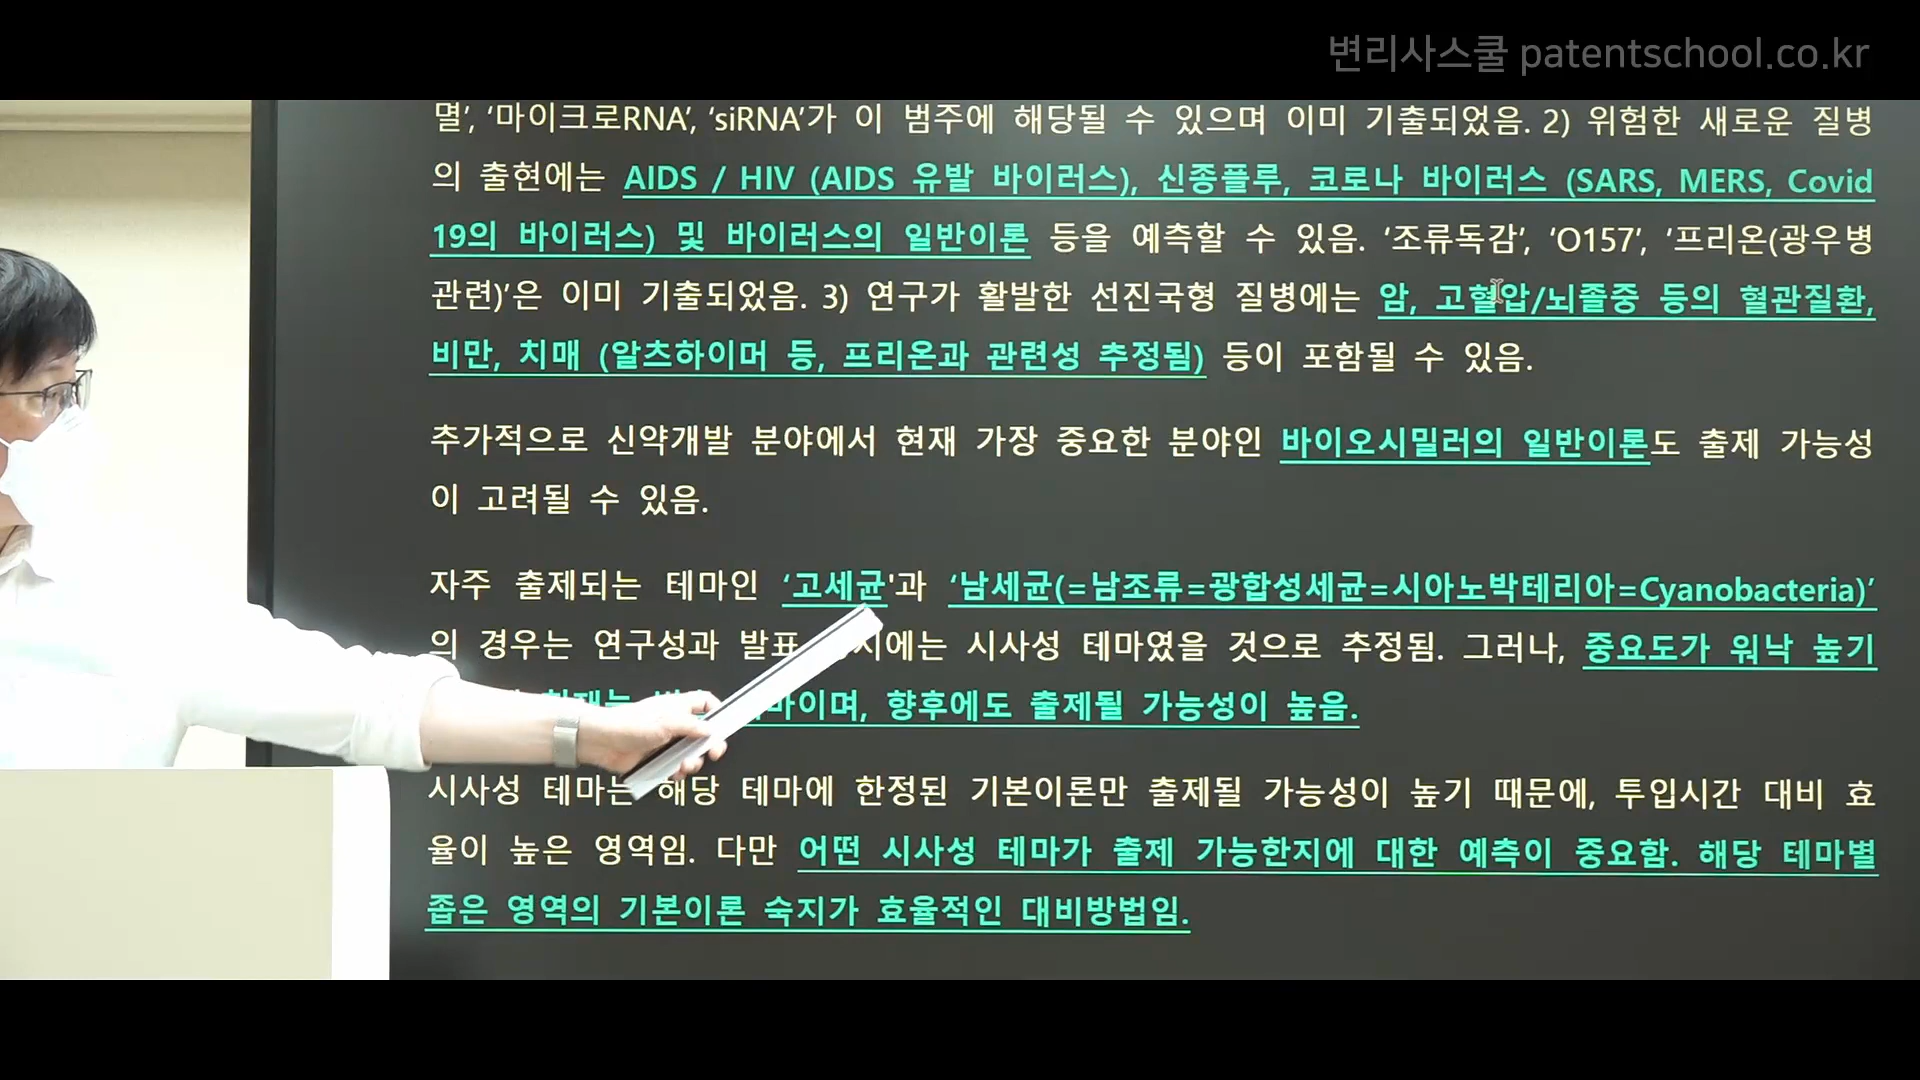 변리사스쿨 patentschool.co.kr
멸', '마이크로RNA', 'siRNA'가 이 범주에 해당될 수 있으며 이미 기출되었음. 2) 위험한 새로운 질병
의 출현에는 AIDS / HIV (AIDS 유발 바이러스), 신종플루, 코로나 바이러스 (SARS, MERS, Covid
19의 바이러스) 및 바이러스의 일반이론 등을 예측할 수 있음. '조류독감', 'O157', '프리온(광우병
관련)'은 이미 기출되었음. 3) 연구가 활발한 선진국형 질병에는 암, 고혈압/뇌졸중 등의 혈관질환,
비만, 치매 (알츠하이머 등, 프리온과 관련성 추정됨) 등이 포함될 수 있음.
추가적으로 신약개발 분야에서 현재 가장 중요한 분야인 바이오시밀러의 일반이론도 출제 가능성
이 고려될 수 있음.
자주 출제되는 테마인 '고세균'과 '남세균(=남조류=광합성세균=시아노박테리아=Cyanobacteria)'
의 경우는 연구성과 발표 시에는 시사성 테마였을 것으로 추정됨. 그러나, 중요도가 워낙 높기
향후에도 출제될 가능성이 높음.
시사성 테마는 해당 테마에 한정된 기본이론만 출제될 가능성이 높기 때문에, 투입시간 대비 효
율이 높은 영역임. 다만 어떤 시사성 테마가 출제 가능한지에 대한 예측이 중요함. 해당 테마별
좁은 영역의 기본이론 숙지가 효율적인 대비방법임.